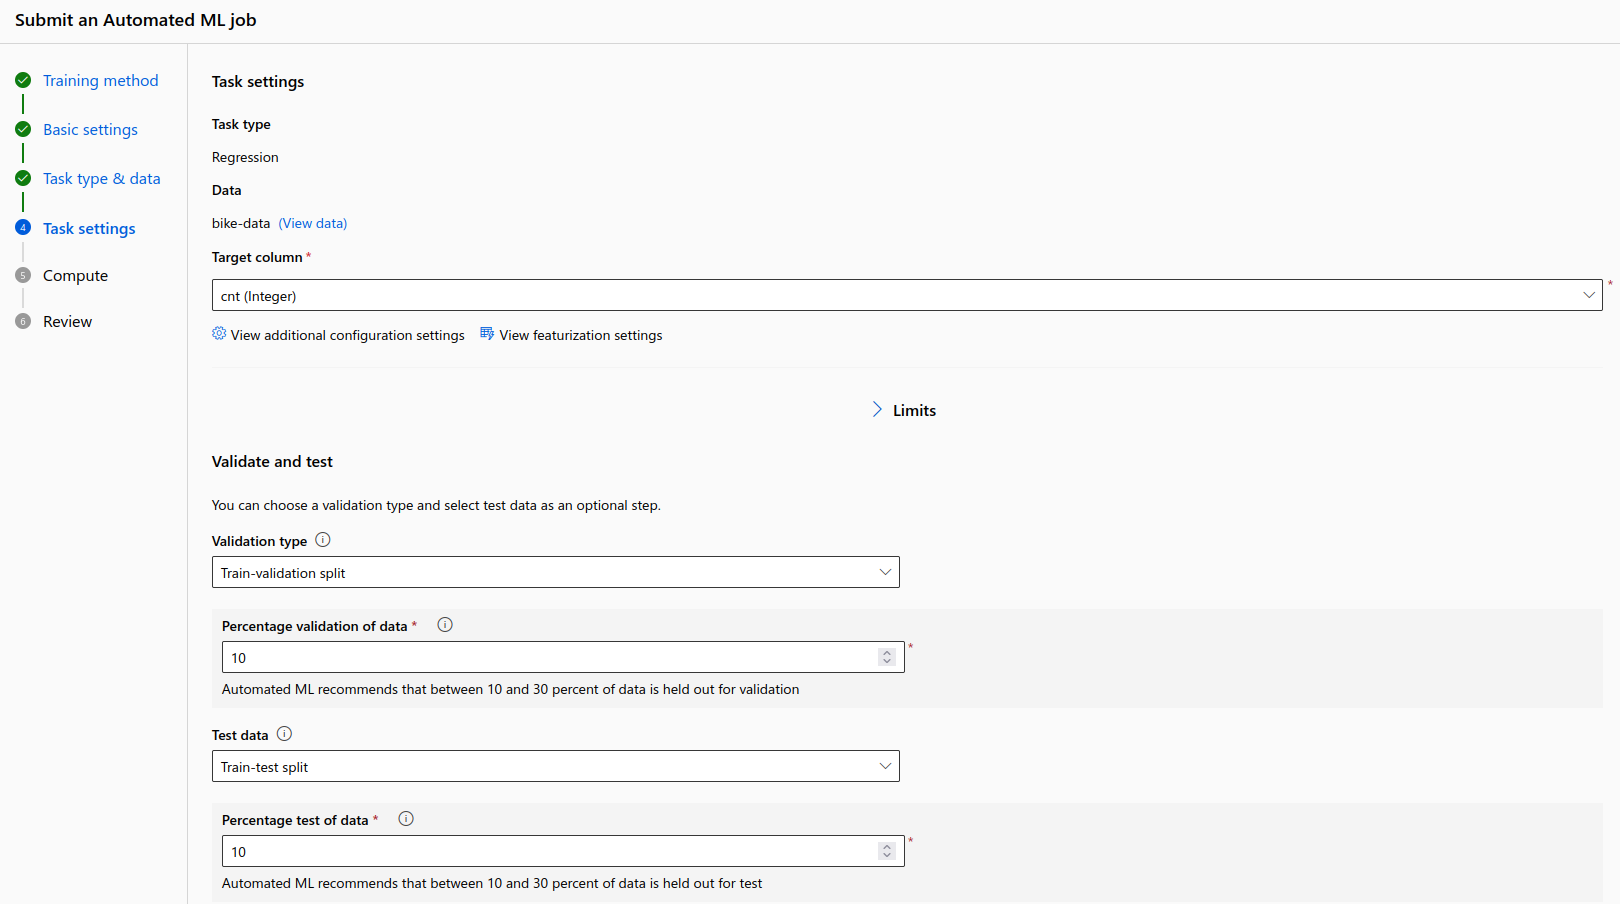 Submit an Automated ML job
Training method
Basic settings
Task type & data
4 Task settings
5 Compute
6 Review
Task settings
Task type
Regression
Data
bike-data (View data)
Target column *
cnt (Integer) *
View additional configuration settings View featurization settings
Limits
Validate and test
You can choose a validation type and select test data as an optional step.
Validation type
Train-validation split
Percentage validation of data *
10 *
Automated ML recommends that between 10 and 30 percent of data is held out for validation
Test data
Train-test split
Percentage test of data *
10 *
Automated ML recommends that between 10 and 30 percent of data is held out for test